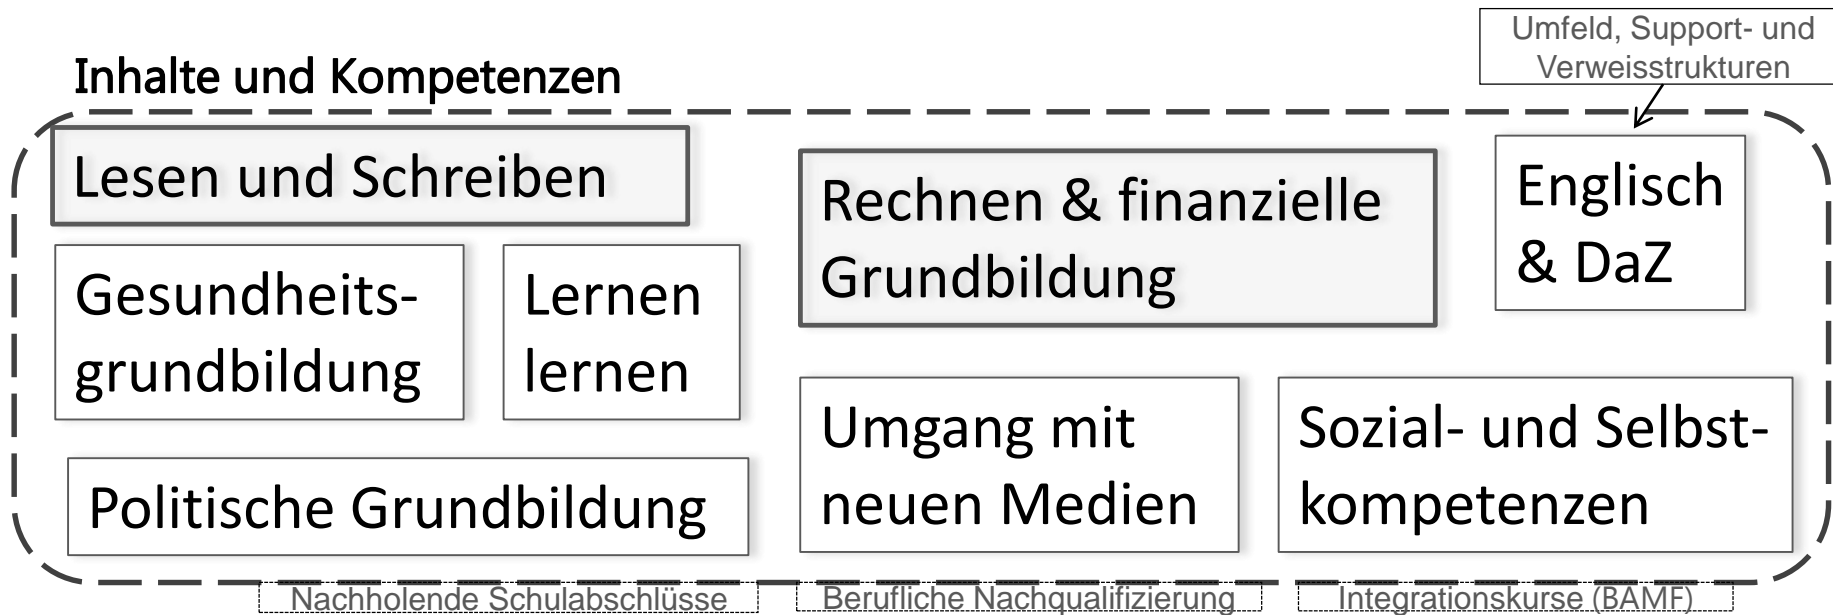 Umfeld, Support- und
Verweisstrukturen
Inhalte und Kompetenzen
Lesen und Schreiben
Rechnen & finanzielle
Grundbildung
Englisch
& DaZ
Gesundheits-
grundbildung
Lernen
lernen
Umgang mit
neuen Medien
Sozial- und Selbst-
kompetenzen
Politische Grundbildung
Nachholende Schulabschlüsse
Berufliche Nachqualifizierung
Integrationskurse (BAMF)